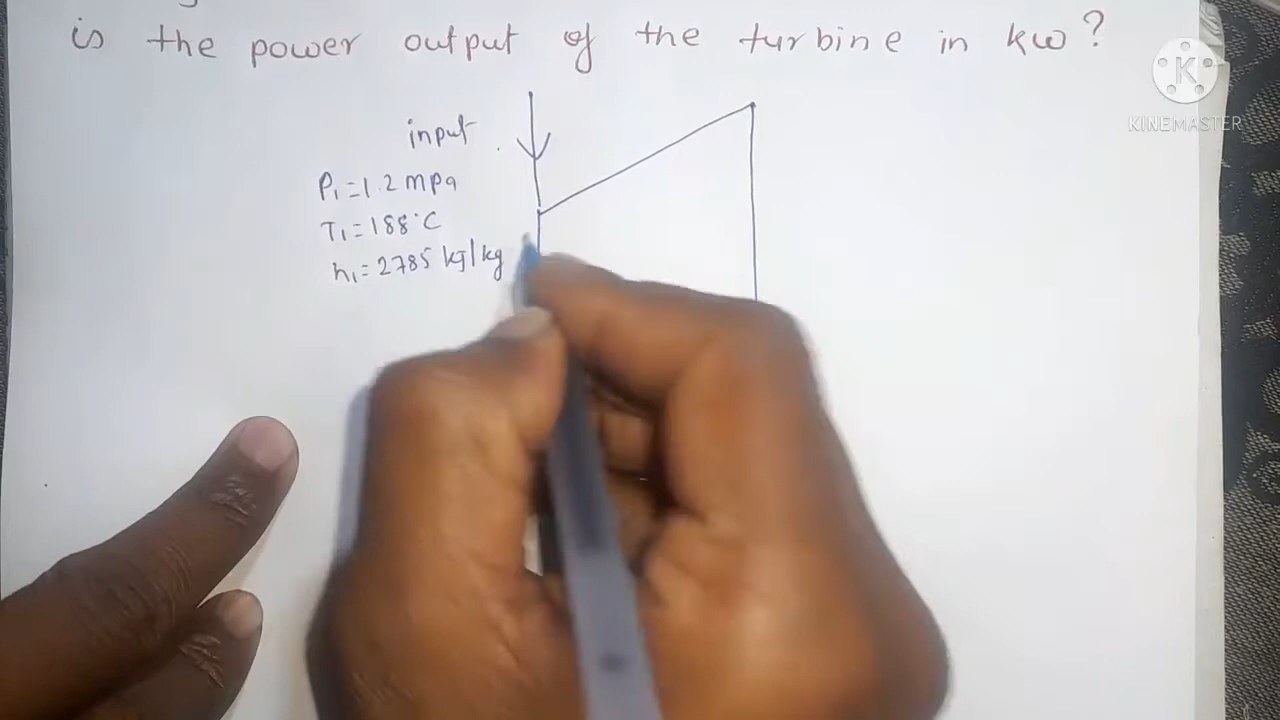 is the power output of the turbine in kw?
K
KINEMASTER
input
P₁=1.2 mpa
T₁=188°C
h₁=2785 kJ/kg